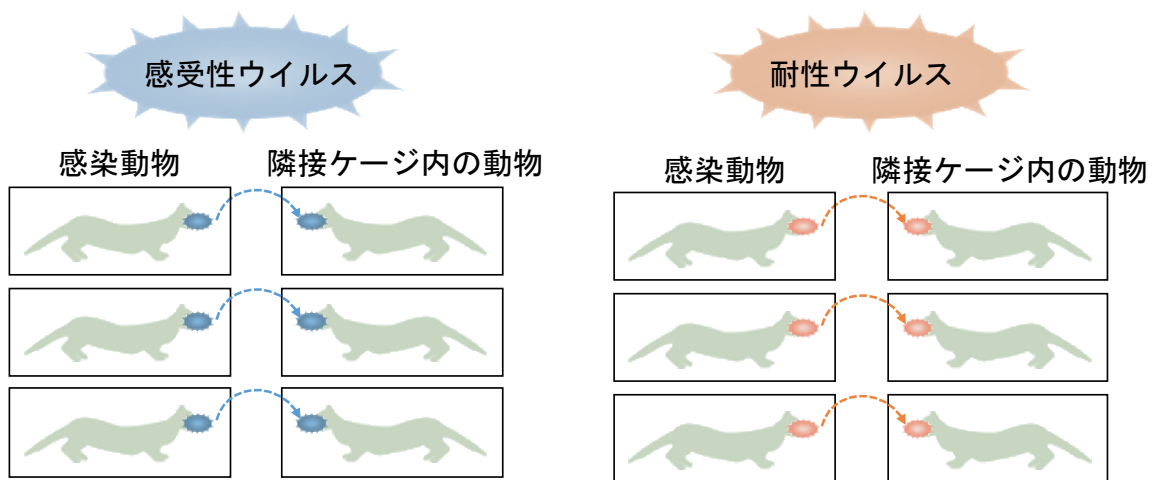 感受性ウイルス
耐性ウイルス
感染動物
隣接ケージ内の動物
感染動物
隣接ケージ内の動物